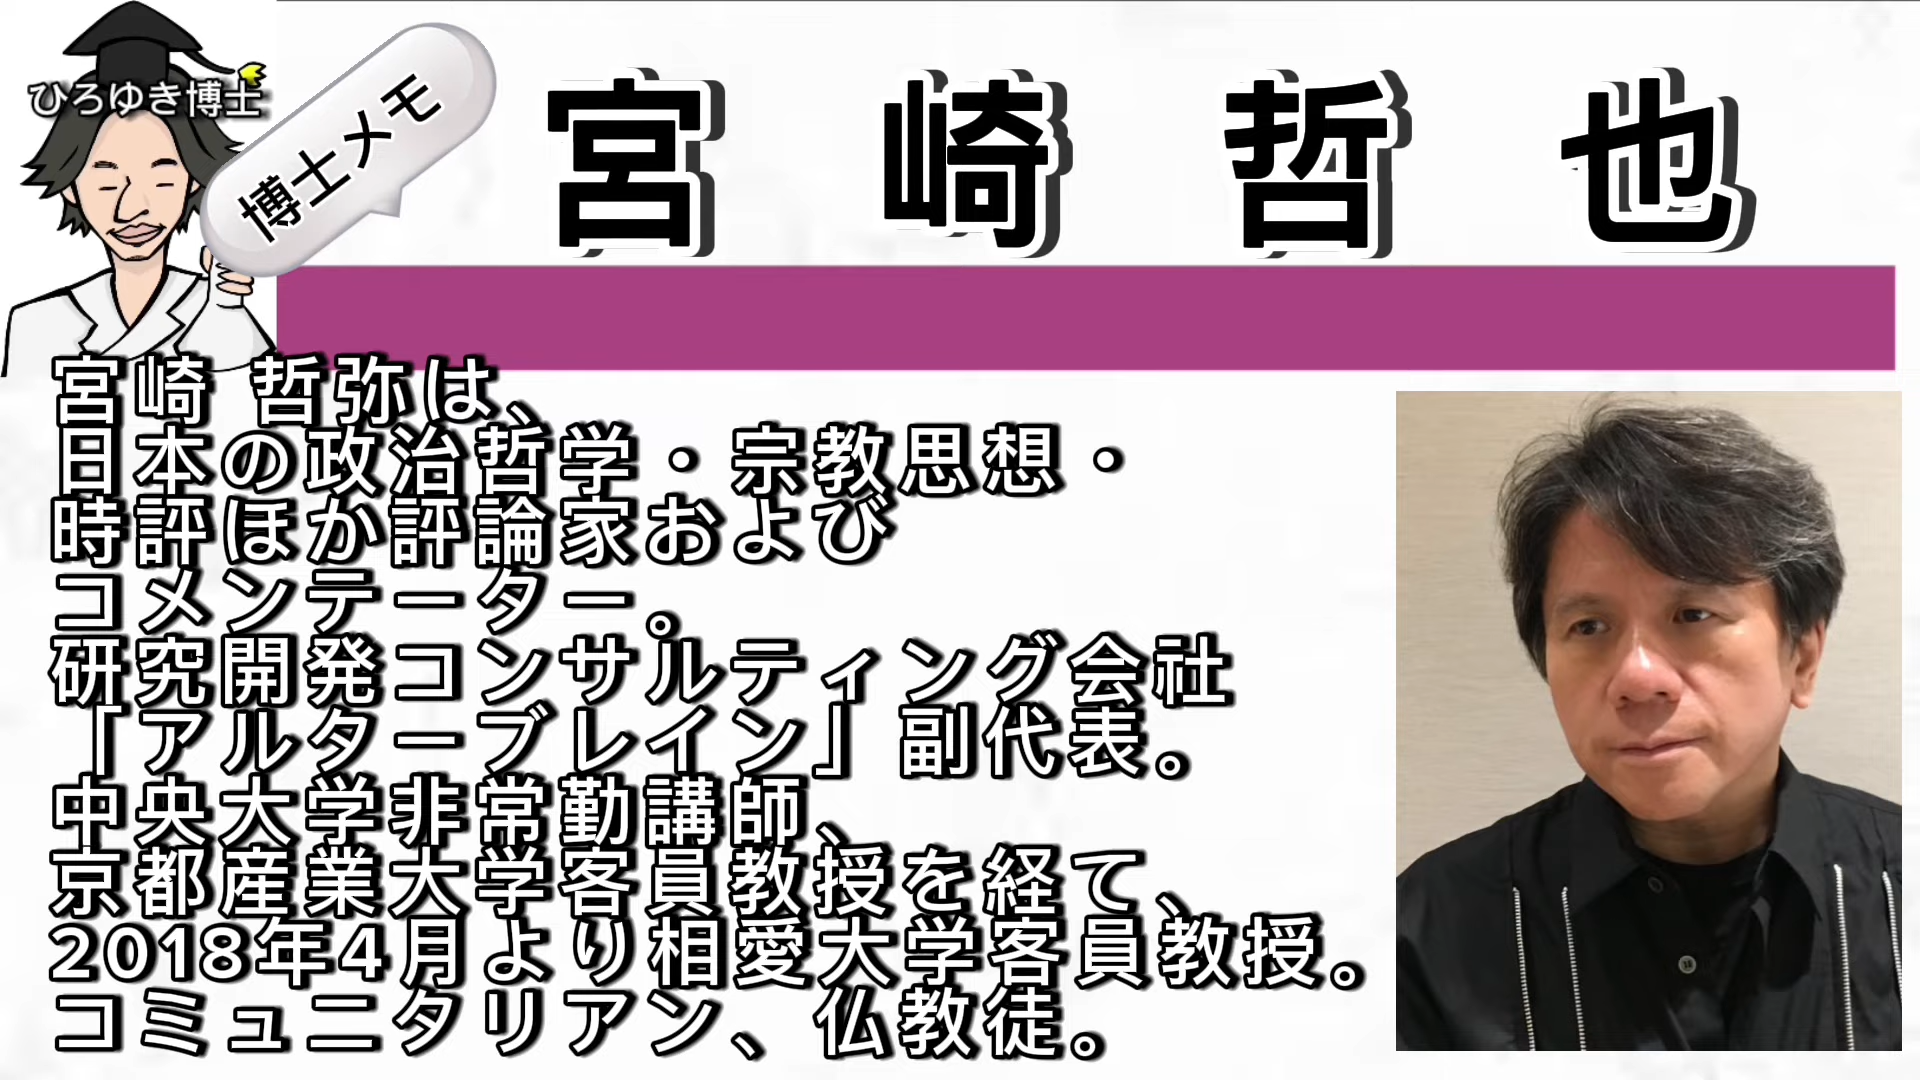 ひろゆき博士
博士メモ
宮崎哲也
宮崎 哲弥は、
日本の政治哲学・宗教思想・
時評ほか評論家および
コメンテーター。
研究開発コンサルティング会社
「アルターブレイン」副代表。
中央大学非常勤講師、
京都産業大学客員教授を経て、
2018年4月より相愛大学客員教授。
コミュニタリアン、仏教徒。